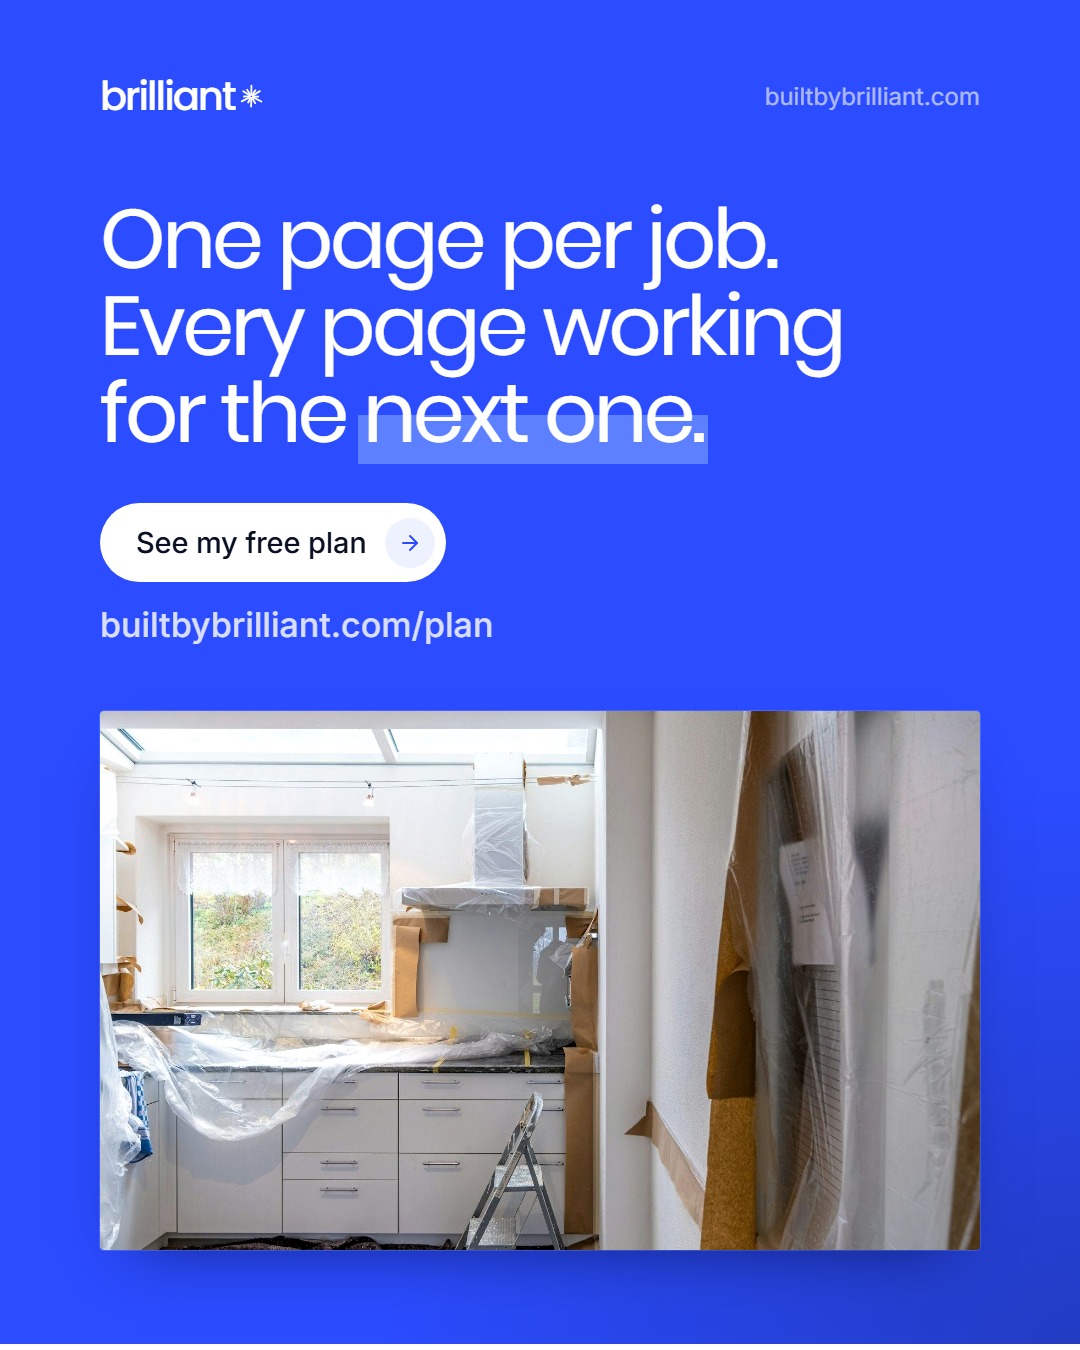 brilliant
builtbybrilliant.com
One page per job.
Every page working
for the next one.
See my free plan
builtbybrilliant.com/plan